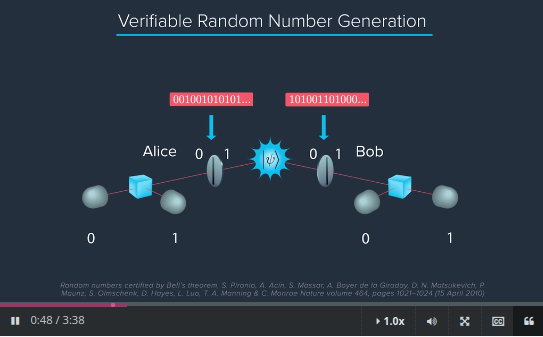 Verifiable Random Number Generation
001001010101...
101001101000...
Alice 0 1 |ψ⟩ 0 1 Bob
0 1 0 1
Random numbers certified by Bell's theorem, S. Pironio, A. Acín, S. Massar, A. Boyer de la Giroday, D. N. Matsukevich, P.
Maunz, S. Olmschenk, D. Hayes, L. Luo, T. A. Manning & C. Monroe Nature volume 464, pages 1021–1024 (15 April 2010)
0:48 / 3:38 1.0x CC